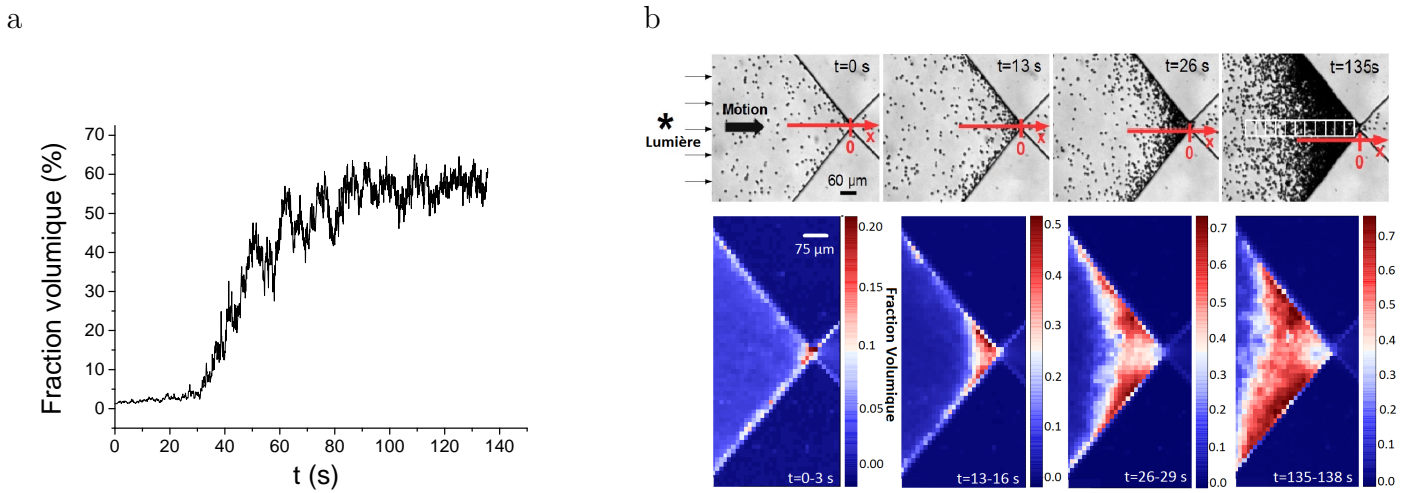 a
Fraction volumique (%)
70
60
50
40
30
20
10
0
0 20 40 60 80 100 120 140
t (s)
b
t=0 s
t=13 s
t=26 s
t=135s
Motion
*
Lumière
0 x
60 µm
0 x
0 x
0 x
75 µm
0.20
0.15
0.1
0.05
0.00
Fraction Volumique
t=0-3 s
0.5
0.4
0.3
0.2
0.1
0.0
t=13-16 s
0.7
0.6
0.5
0.4
0.3
0.2
0.1
0.0
t=26-29 s
0.7
0.6
0.5
0.4
0.3
0.2
0.1
0.0
t=135-138 s